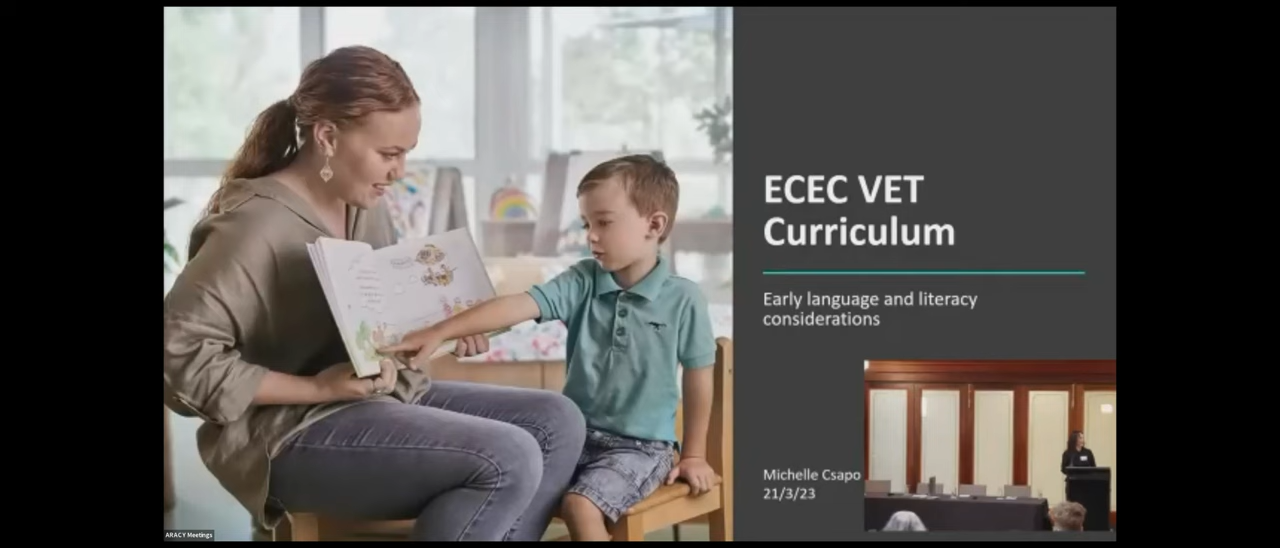 ECEC VET
Curriculum
Early language and literacy
considerations
Michelle Csapo
21/3/23
ARACY Meetings